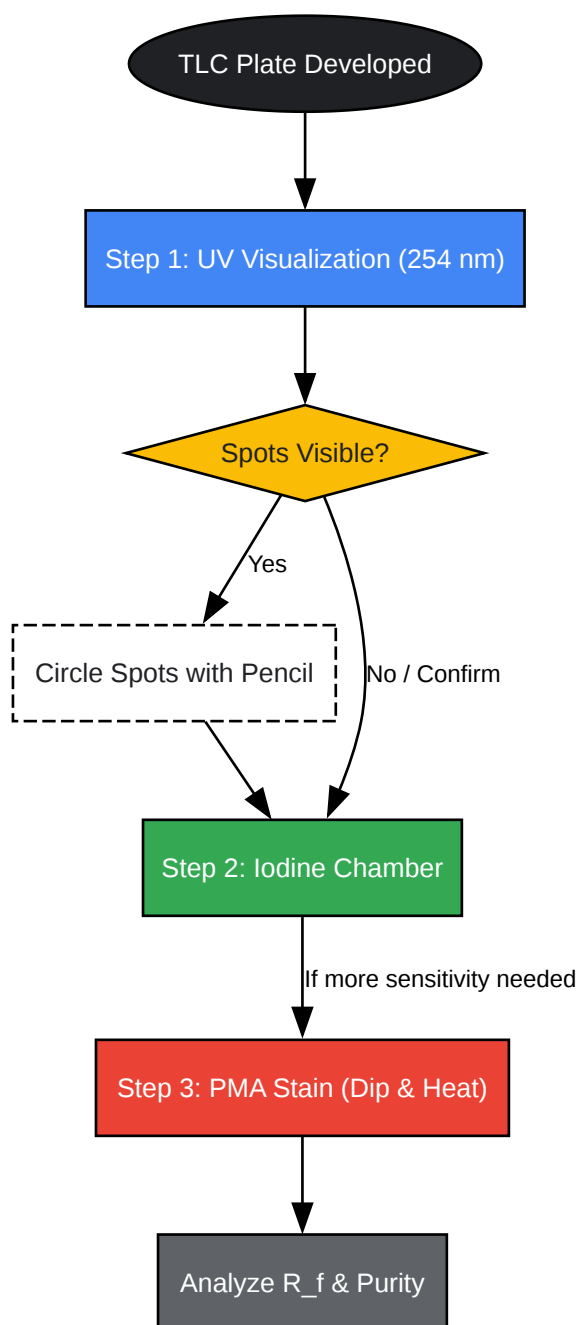 TLC Plate Developed
Step 1: UV Visualization (254 nm)
Spots Visible?
Yes
Circle Spots with Pencil
No / Confirm
Step 2: Iodine Chamber
If more sensitivity needed
Step 3: PMA Stain (Dip & Heat)
Analyze R_f & Purity